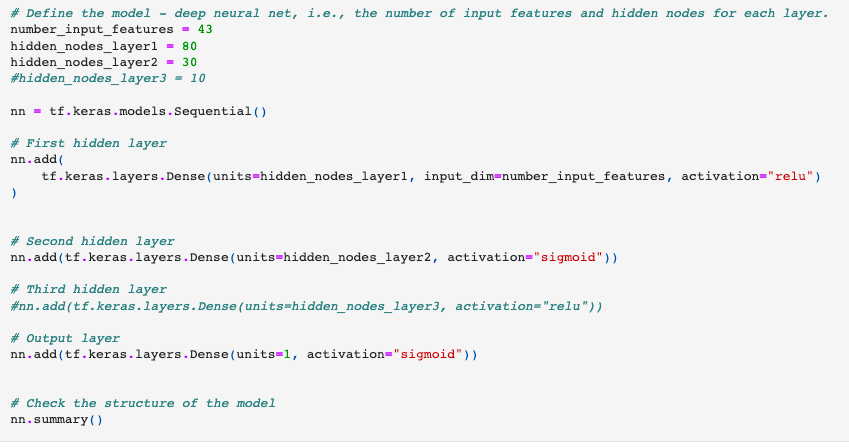 # Define the model - deep neural net, i.e., the number of input features and hidden nodes for each layer.
number_input_features = 43
hidden_nodes_layer1 = 80
hidden_nodes_layer2 = 30
#hidden_nodes_layer3 = 10
nn = tf.keras.models.Sequential()
# First hidden layer
nn.add(
    tf.keras.layers.Dense(units=hidden_nodes_layer1, input_dim=number_input_features, activation="relu")
)
# Second hidden layer
nn.add(tf.keras.layers.Dense(units=hidden_nodes_layer2, activation="sigmoid"))
# Third hidden layer
#nn.add(tf.keras.layers.Dense(units=hidden_nodes_layer3, activation="relu"))
# Output layer
nn.add(tf.keras.layers.Dense(units=1, activation="sigmoid"))
# Check the structure of the model
nn.summary()